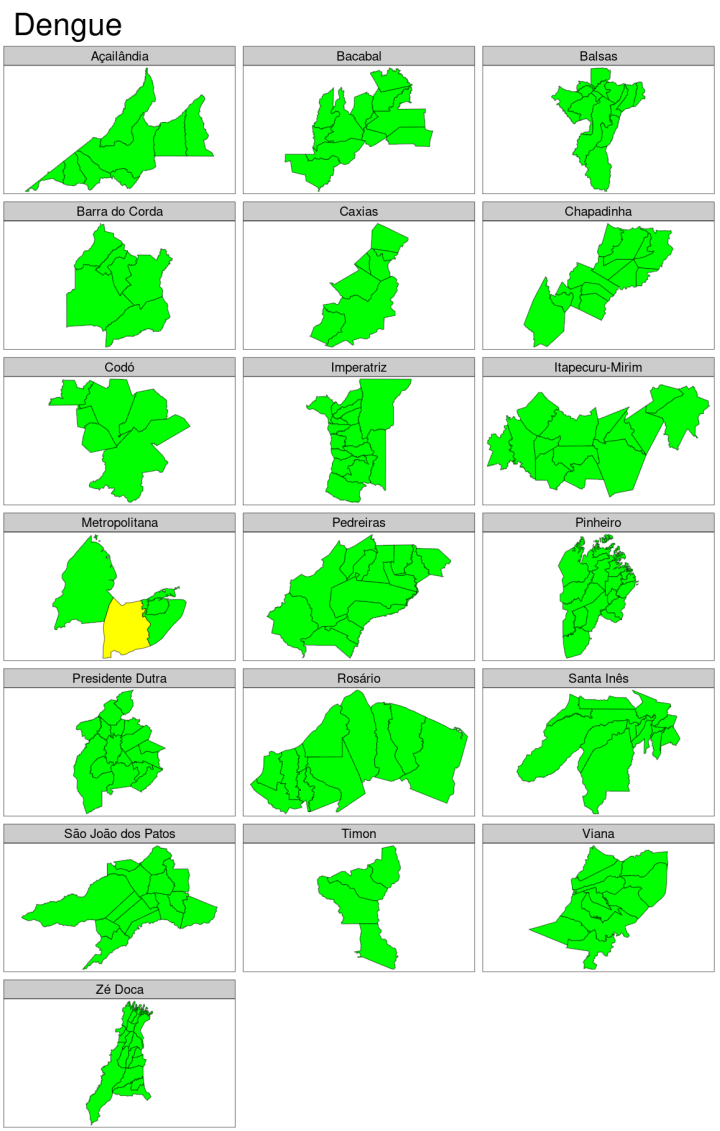 Dengue
Açailândia
Bacabal
Balsas
Barra do Corda
Caxias
Chapadinha
Codó
Imperatriz
Itapecuru-Mirim
Metropolitana
Pedreiras
Pinheiro
Presidente Dutra
Rosário
Santa Inês
São João dos Patos
Timon
Viana
Zé Doca